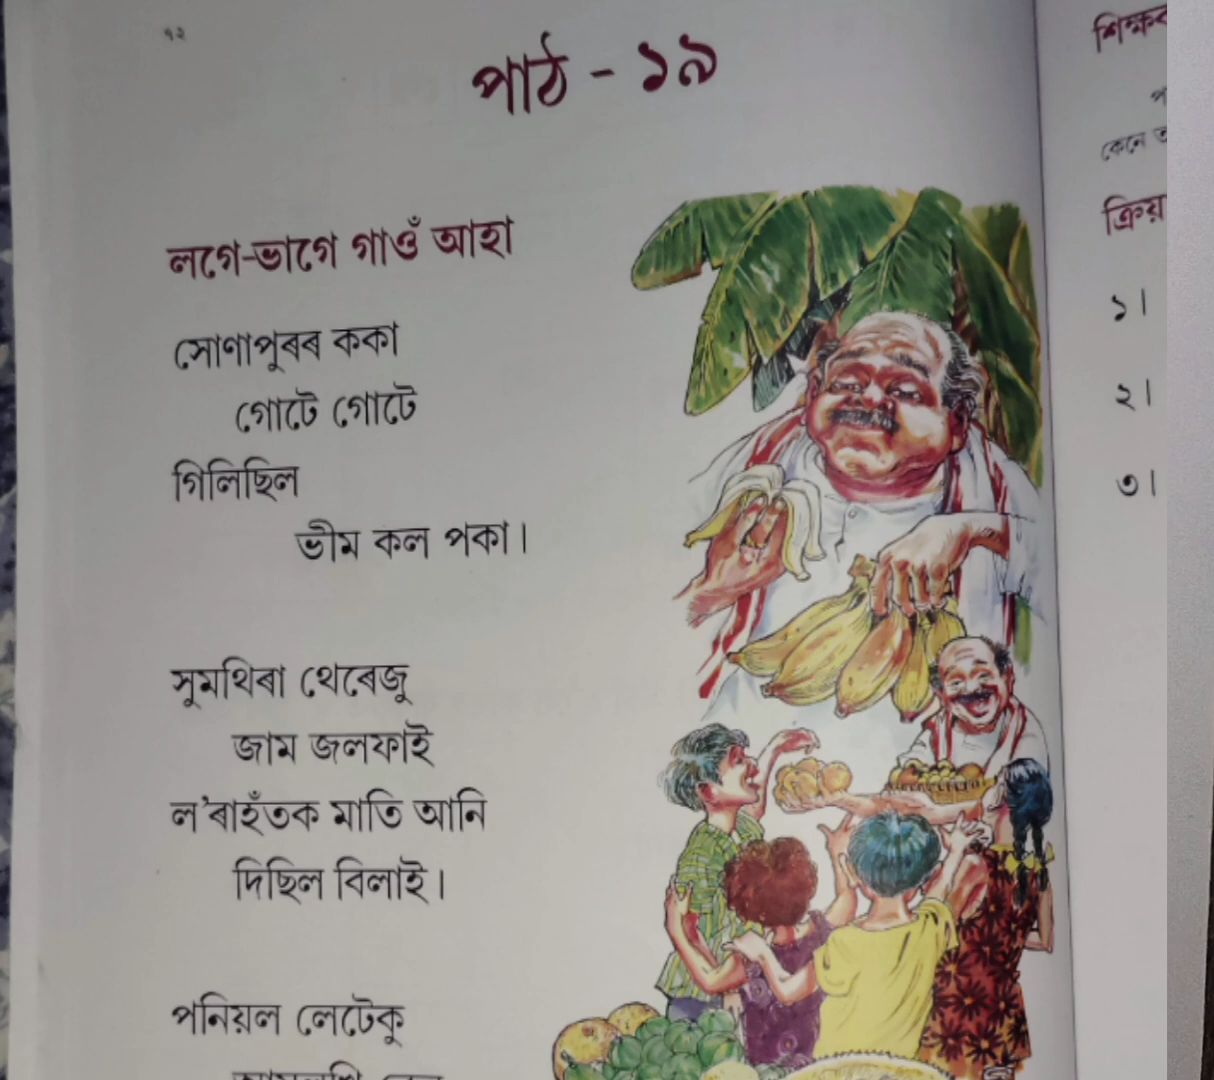 ৭২
পাঠ - ১৯
লগে-ভাগে গাওঁ আহা
সোণাপুৰৰ ককা
গোটে গোটে
গিলিছিল
ভীম কল পকা।
সুমথিৰা থেৰেজু
জাম জলফাই
ল'ৰাহঁতক মাতি আনি
দিছিল বিলাই।
পনিয়ল লেটেকু
কেনে
১।
২।
৩।